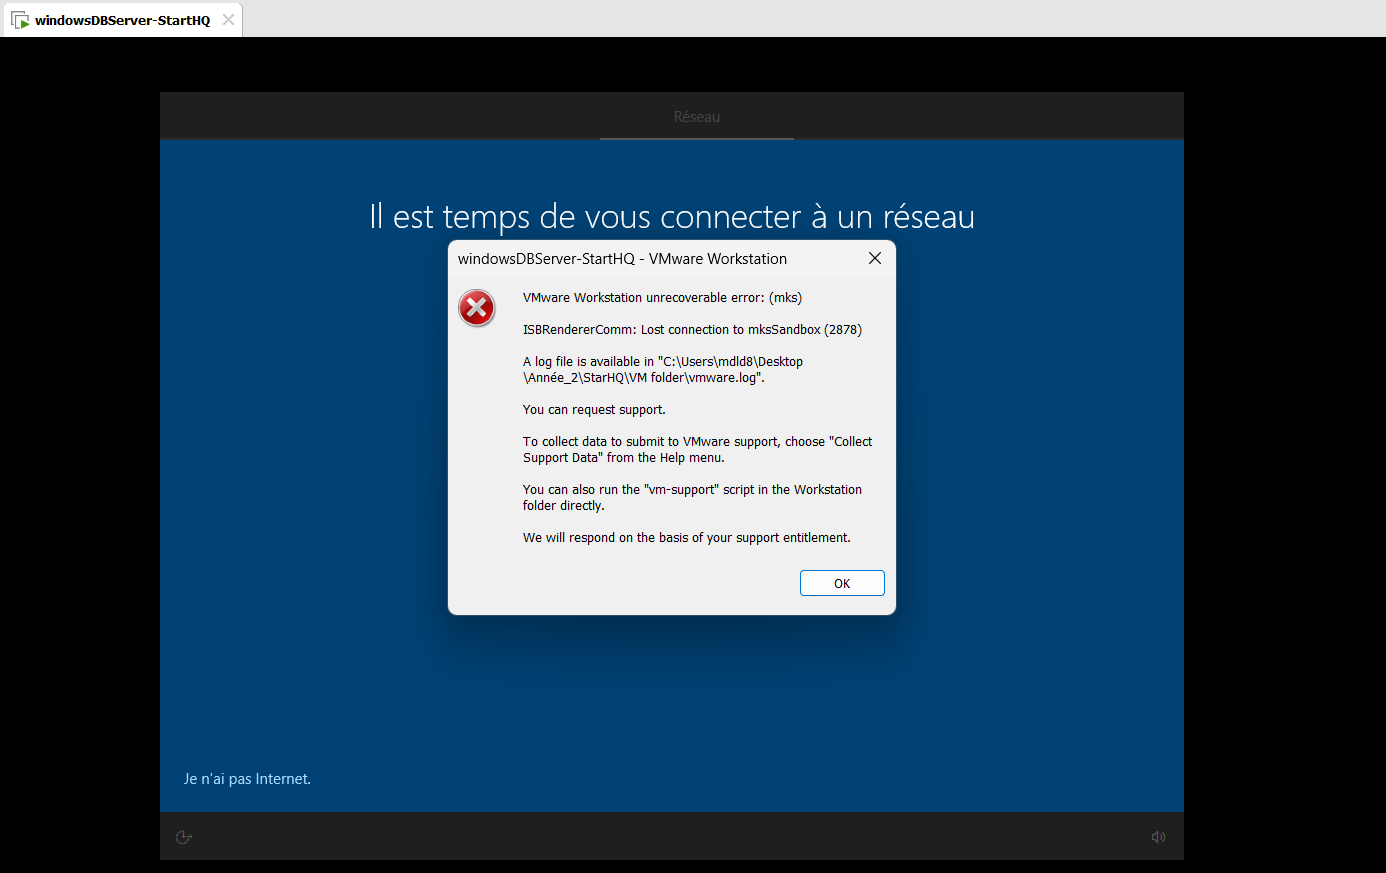 windowsDBServer-StartHQ
Réseau
Il est temps de vous connecter à un réseau
windowsDBServer-StartHQ - VMware Workstation
VMware Workstation unrecoverable error: (mks)
ISBRendererComm: Lost connection to mksSandbox (2878)
A log file is available in "C:\Users\mdld8\Desktop
\Année_2\StarHQ\VM folder\vmware.log".
You can request support.
To collect data to submit to VMware support, choose "Collect
Support Data" from the Help menu.
You can also run the "vm-support" script in the Workstation
folder directly.
We will respond on the basis of your support entitlement.
OK
Je n'ai pas Internet.